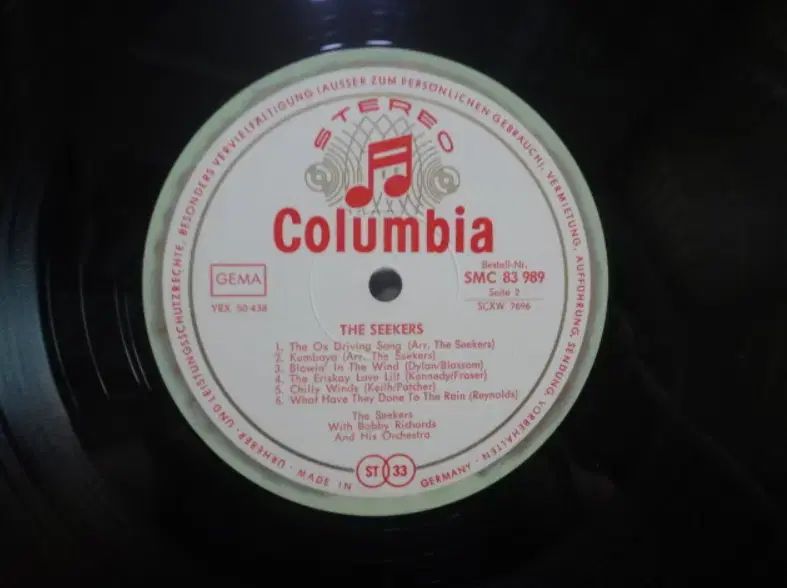 URHEBER- UND LEISTUNGSSCHUTZRECHTE, BESONDERS VERVIELFÄLTIGUNG (AUSSER ZUM PERSÖNLICHEN GEBRAUCH), VERMIETUNG, AUFFÜHRUNG, SENDUNG, VORBEHALTEN ·
STEREO
Columbia
GEMA
YRX 50-438
Bestell-Nr.
SMC 83 989
Seite 2
SCXW 7696
THE SEEKERS
1. The Ox Driving Song (Arr. The Seekers)
2. Kumbaya (Arr. The Seekers)
3. Blowin' In The Wind (Dylan/Blossom)
4. The Eriskay Love Lilt (Kennedy/Fraser)
5. Chilly Winds (Keith/Potcher)
6. What Have They Done To The Rain (Reynolds)
The Seekers
With Bobby Richards
And His Orchestra
MADE IN GERMANY
ST 33